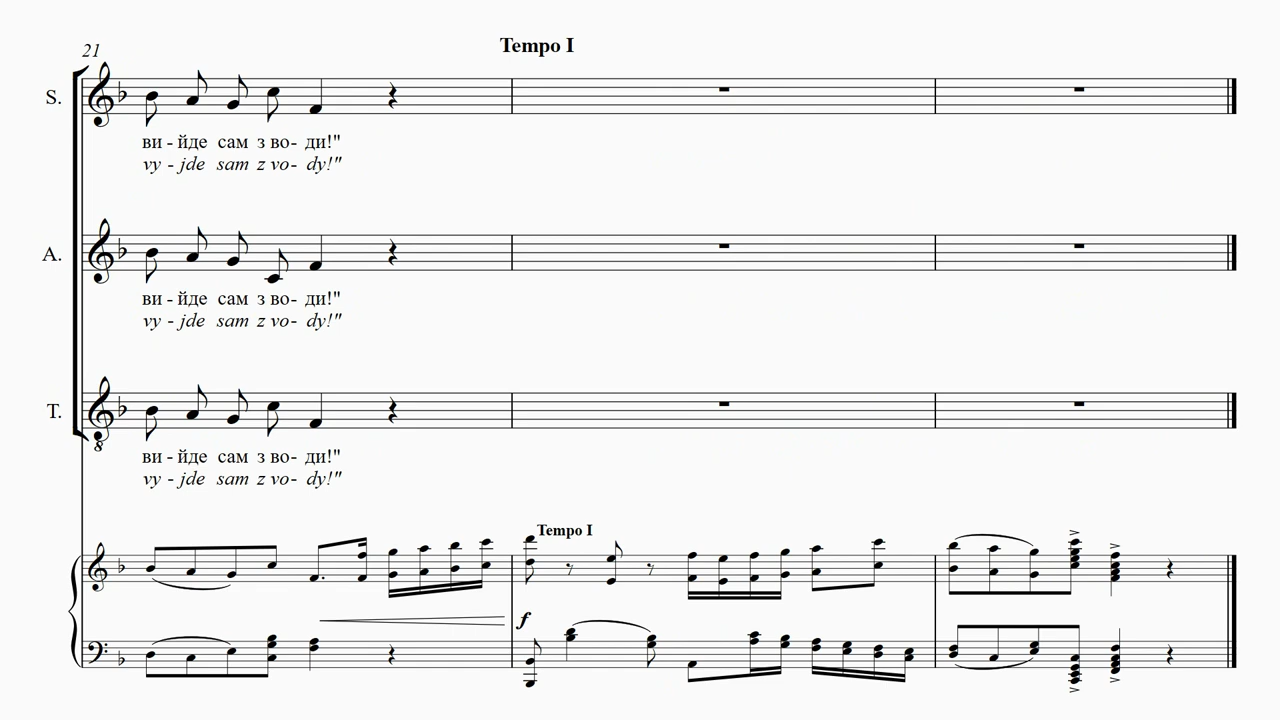 21
Tempo I
S.
ви - йде сам з во- ди!"
vy - jde sam z vo- dy!"
A.
ви - йде сам з во- ди!"
vy - jde sam z vo- dy!"
T.
8
ви - йде сам з во- ди!"
vy - jde sam z vo- dy!"
Tempo I
f